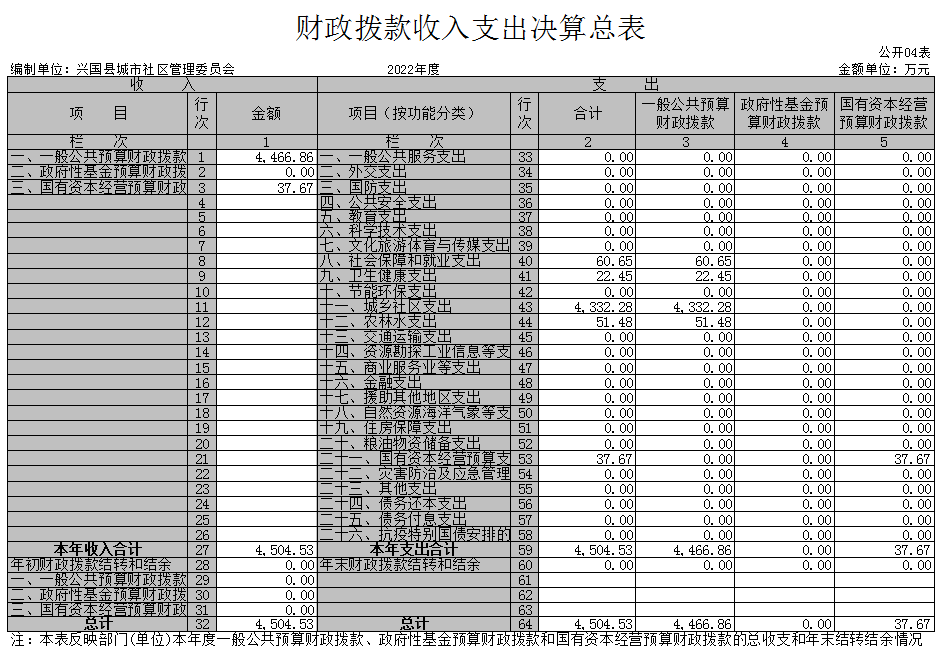 财政拨款收入支出决算总表
公开04表
编制单位：兴国县城市社区管理委员会 2022年度 金额单位：万元
收 入 支 出
项 目 行次 金额 项目（按功能分类） 行次 合计 一般公共预算财政拨款 政府性基金预算财政拨款 国有资本经营预算财政拨款
栏 次 1 栏 次 2 3 4 5
一、一般公共预算财政拨款 1 4,466.86 一、一般公共服务支出 33 0.00 0.00 0.00 0.00
二、政府性基金预算财政拨 2 0.00 二、外交支出 34 0.00 0.00 0.00 0.00
三、国有资本经营预算财政 3 37.67 三、国防支出 35 0.00 0.00 0.00 0.00
4 四、公共安全支出 36 0.00 0.00 0.00 0.00
5 五、教育支出 37 0.00 0.00 0.00 0.00
6 六、科学技术支出 38 0.00 0.00 0.00 0.00
7 七、文化旅游体育与传媒支出 39 0.00 0.00 0.00 0.00
8 八、社会保障和就业支出 40 60.65 60.65 0.00 0.00
9 九、卫生健康支出 41 22.45 22.45 0.00 0.00
10 十、节能环保支出 42 0.00 0.00 0.00 0.00
11 十一、城乡社区支出 43 4,332.28 4,332.28 0.00 0.00
12 十二、农林水支出 44 51.48 51.48 0.00 0.00
13 十三、交通运输支出 45 0.00 0.00 0.00 0.00
14 十四、资源勘探工业信息等支 46 0.00 0.00 0.00 0.00
15 十五、商业服务业等支出 47 0.00 0.00 0.00 0.00
16 十六、金融支出 48 0.00 0.00 0.00 0.00
17 十七、援助其他地区支出 49 0.00 0.00 0.00 0.00
18 十八、自然资源海洋气象等支 50 0.00 0.00 0.00 0.00
19 十九、住房保障支出 51 0.00 0.00 0.00 0.00
20 二十、粮油物资储备支出 52 0.00 0.00 0.00 0.00
21 二十一、国有资本经营预算支 53 37.67 0.00 0.00 37.67
22 二十二、灾害防治及应急管理 54 0.00 0.00 0.00 0.00
23 二十三、其他支出 55 0.00 0.00 0.00 0.00
24 二十四、债务还本支出 56 0.00 0.00 0.00 0.00
25 二十五、债务付息支出 57 0.00 0.00 0.00 0.00
26 二十六、抗疫特别国债安排的 58 0.00 0.00 0.00 0.00
本年收入合计 27 4,504.53 本年支出合计 59 4,504.53 4,466.86 0.00 37.67
年初财政拨款结转和结余 28 0.00 年末财政拨款结转和结余 60 0.00 0.00 0.00 0.00
一、一般公共预算财政拨款 29 0.00 61
二、政府性基金预算财政拨 30 0.00 62
三、国有资本经营预算财政 31 0.00 63
总计 32 4,504.53 总计 64 4,504.53 4,466.86 0.00 37.67
注：本表反映部门(单位)本年度一般公共预算财政拨款、政府性基金预算财政拨款和国有资本经营预算财政拨款的总收支和年末结转结余情况